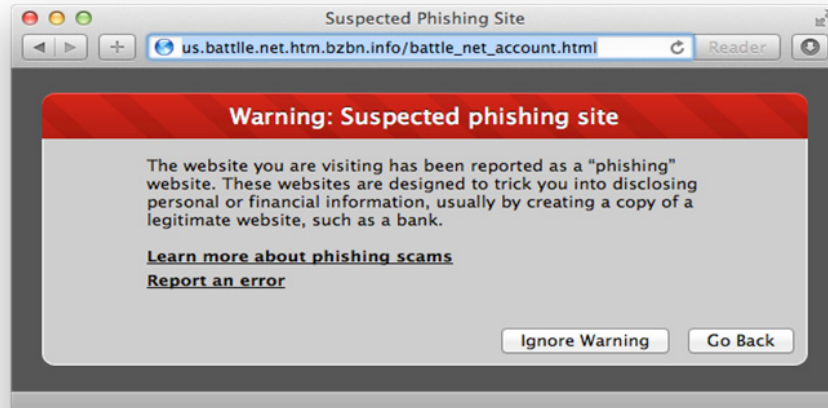 Suspected Phishing Site
us.battlle.net.htm.bzbn.info/battle_net_account.html
Reader
Warning: Suspected phishing site
The website you are visiting has been reported as a “phishing”
website. These websites are designed to trick you into disclosing
personal or financial information, usually by creating a copy of a
legitimate website, such as a bank.
Learn more about phishing scams
Report an error
Ignore Warning
Go Back